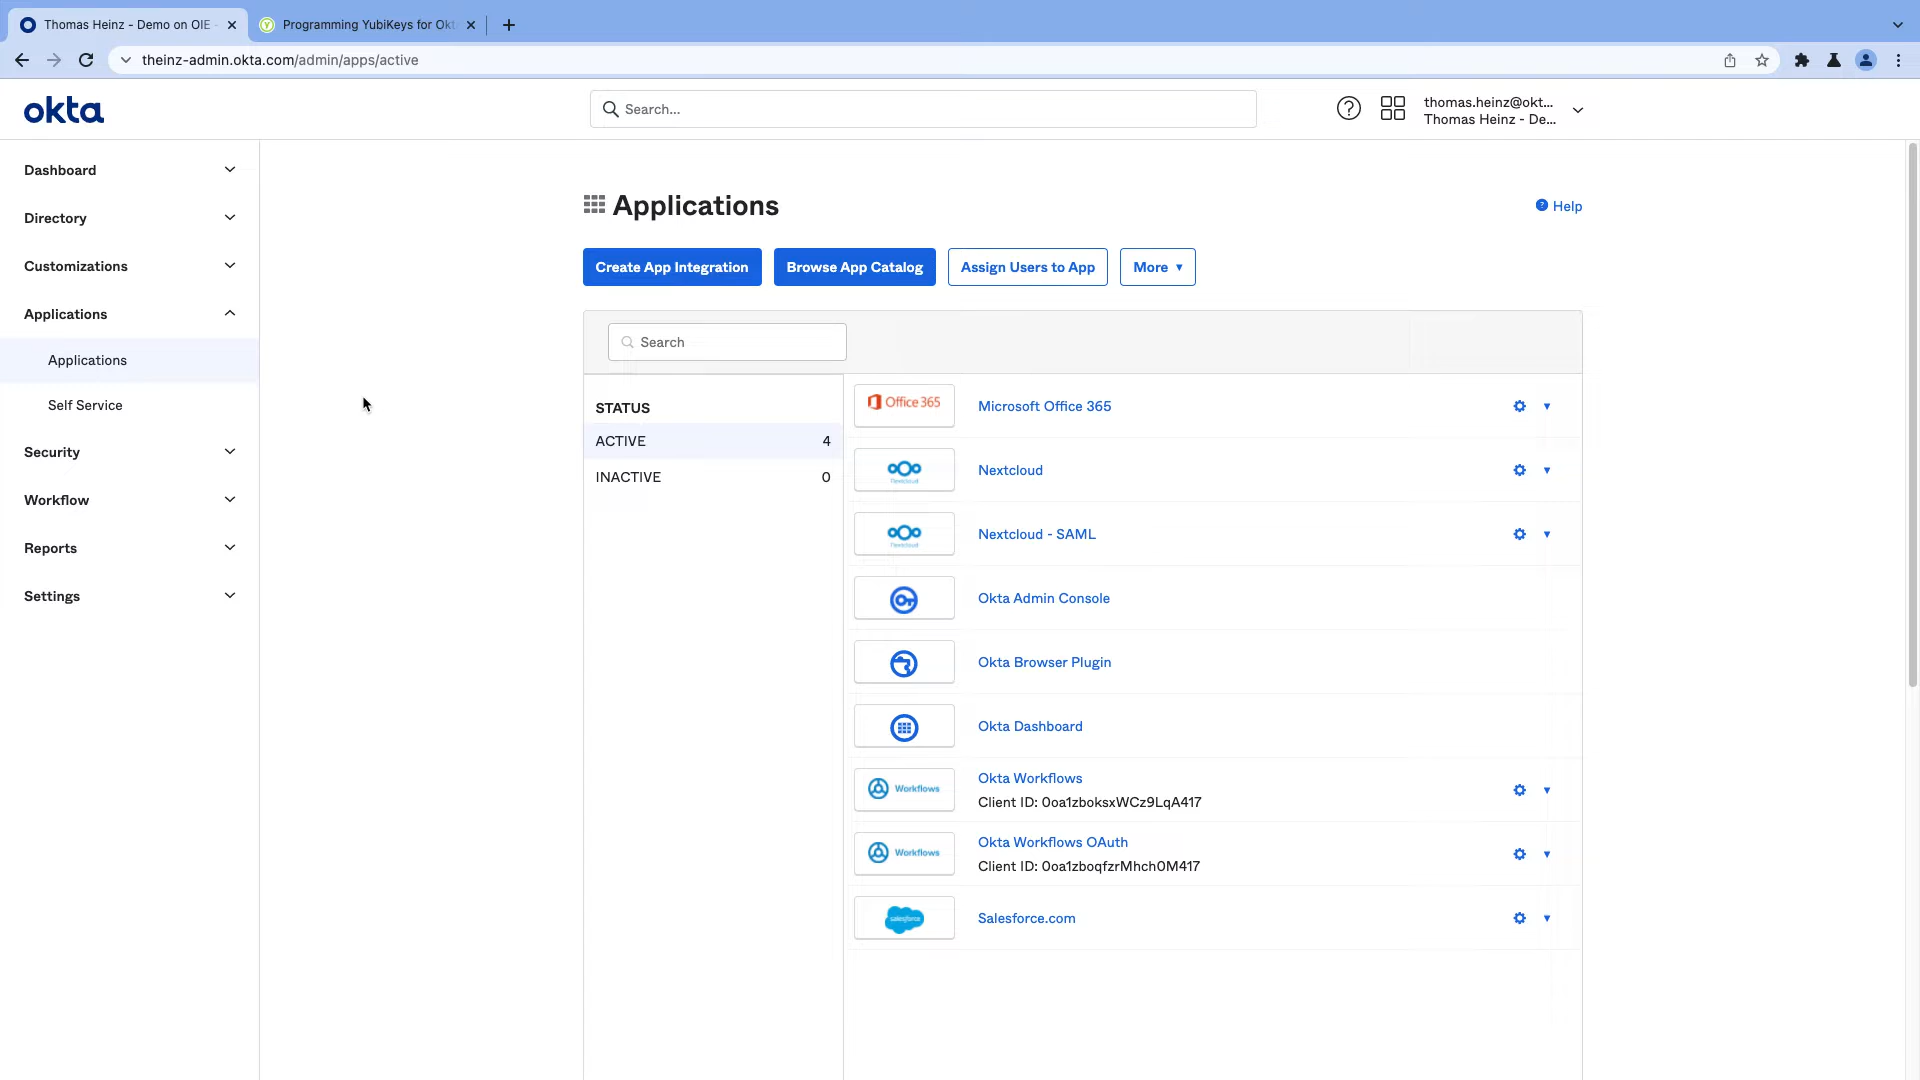 Thomas Heinz - Demo on OIE -
Programming YubiKeys for Okt
theinz-admin.okta.com/admin/apps/active
okta
Search...
thomas.heinz@okt...
Thomas Heinz - De...
Dashboard
Directory
Customizations
Applications
Applications
Self Service
Security
Workflow
Reports
Settings
Applications
Help
Create App Integration
Browse App Catalog
Assign Users to App
More
Search
STATUS
ACTIVE 4
INACTIVE 0
Office 365
Microsoft Office 365
Nextcloud
Nextcloud
Nextcloud
Nextcloud - SAML
Okta Admin Console
Okta Browser Plugin
Okta Dashboard
Workflows
Okta Workflows
Client ID: 0oa1zboksxWCz9LqA417
Workflows
Okta Workflows OAuth
Client ID: 0oa1zboqfzrMhch0M417
salesforce
Salesforce.com